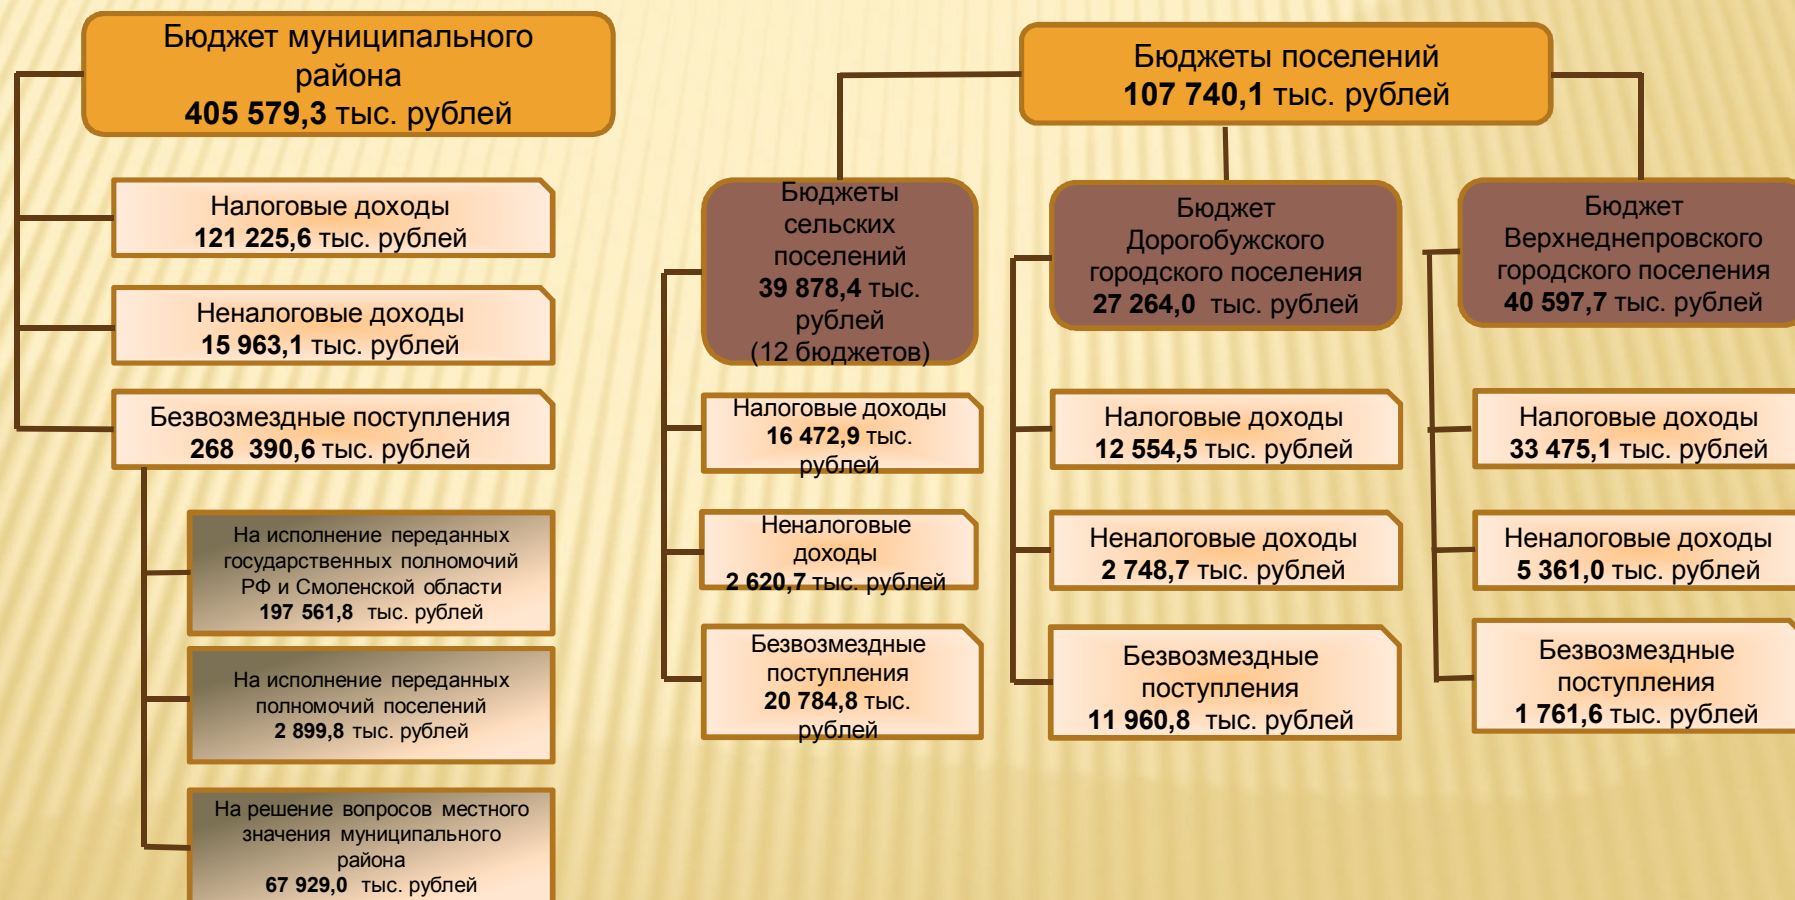 Бюджет муниципального
района
405 579,3 тыс. рублей
Налоговые доходы
121 225,6 тыс. рублей
Неналоговые доходы
15 963,1 тыс. рублей
Безвозмездные поступления
268 390,6 тыс. рублей
На исполнение переданных
государственных полномочий
РФ и Смоленской области
197 561,8 тыс. рублей
На исполнение переданных
полномочий поселений
2 899,8 тыс. рублей
На решение вопросов местного
значения муниципального
района
67 929,0 тыс. рублей
Бюджеты поселений
107 740,1 тыс. рублей
Бюджеты
сельских
поселений
39 878,4 тыс.
рублей
(12 бюджетов)
Налоговые доходы
16 472,9 тыс.
рублей
Неналоговые
доходы
2 620,7 тыс. рублей
Безвозмездные
поступления
20 784,8 тыс.
рублей
Бюджет
Дорогобужского
городского поселения
27 264,0 тыс. рублей
Налоговые доходы
12 554,5 тыс. рублей
Неналоговые доходы
2 748,7 тыс. рублей
Безвозмездные
поступления
11 960,8 тыс. рублей
Бюджет
Верхнеднепровского
городского поселения
40 597,7 тыс. рублей
Налоговые доходы
33 475,1 тыс. рублей
Неналоговые доходы
5 361,0 тыс. рублей
Безвозмездные
поступления
1 761,6 тыс. рублей